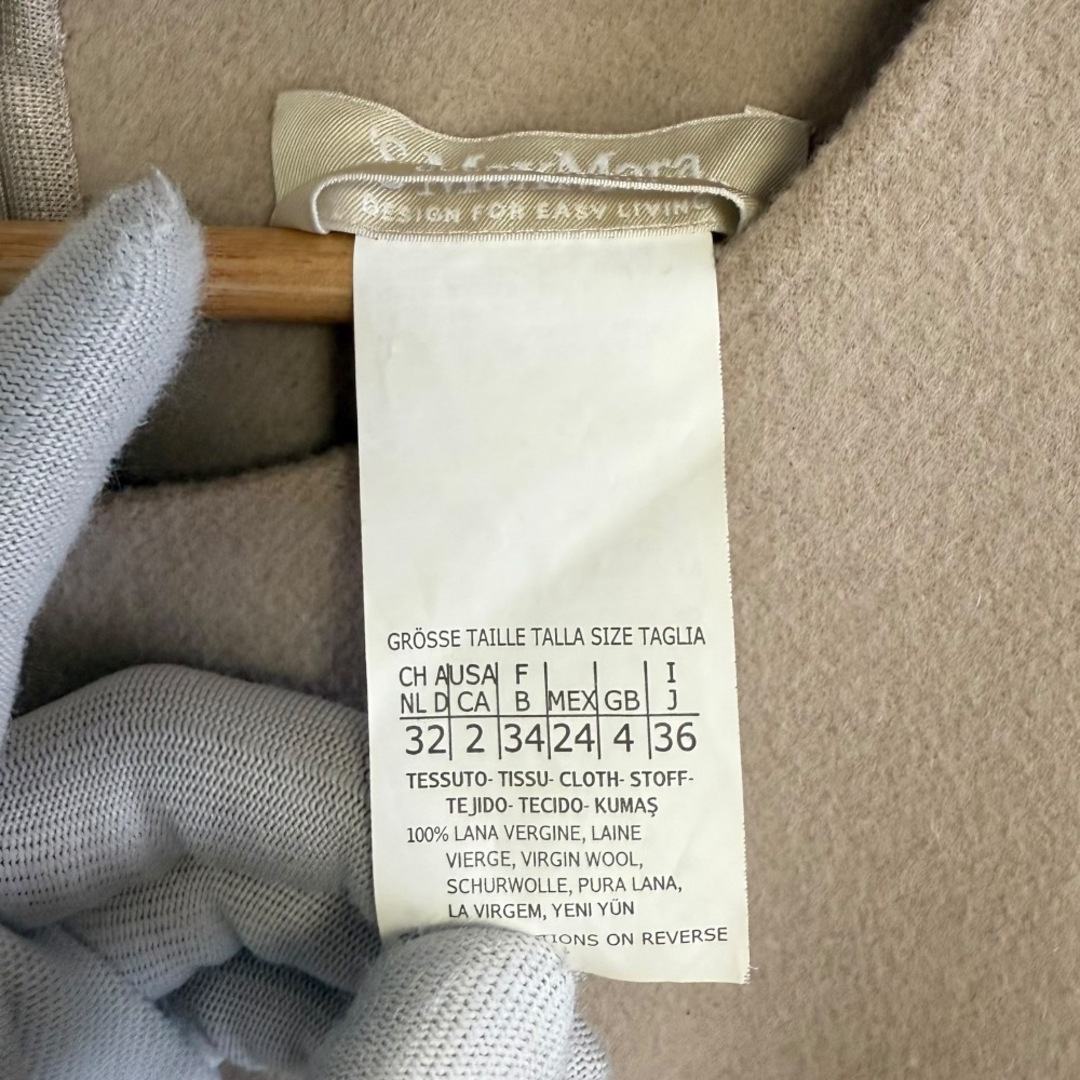 'S MaxMara
DESIGN FOR EASY LIVING
GRÖSSE TAILLE TALLA SIZE TAGLIA
CH A USA F I
NL D CA B MEX GB J
32 2 34 24 4 36
TESSUTO- TISSU- CLOTH- STOFF-
TEJIDO- TECIDO- KUMAŞ
100% LANA VERGINE, LAINE
VIERGE, VIRGIN WOOL,
SCHURWOLLE, PURA LANA,
LA VIRGEM, YENI YÜN
ON REVERSE